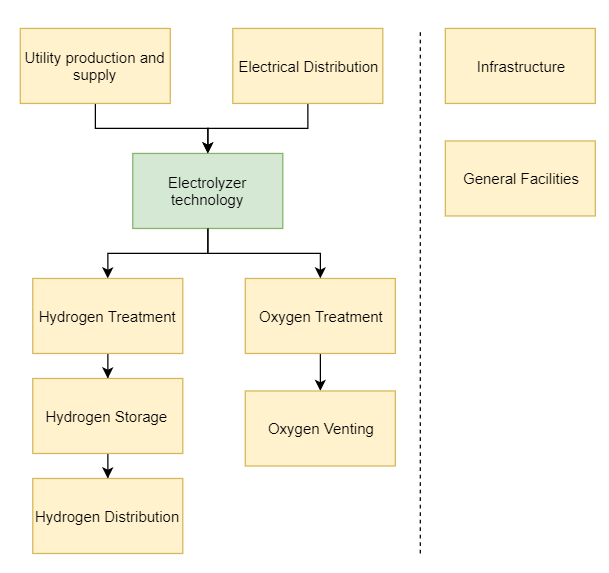 Utility production and
supply
Electrical Distribution
Infrastructure
Electrolyzer
technology
General Facilities
Hydrogen Treatment
Oxygen Treatment
Hydrogen Storage
Oxygen Venting
Hydrogen Distribution